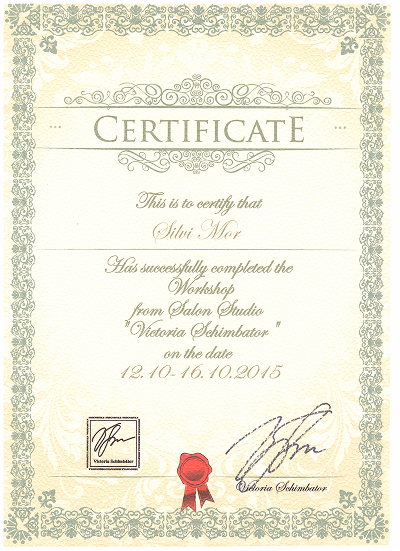 CERTIFICATE
This is to certify that
Silvi Mor
Has successfully completed the
Workshop
from Salon Studio
"Victoria Schimbator"
on the date
12.10-16.10.2015
Victoria Schimbator
Victoria Schimbator